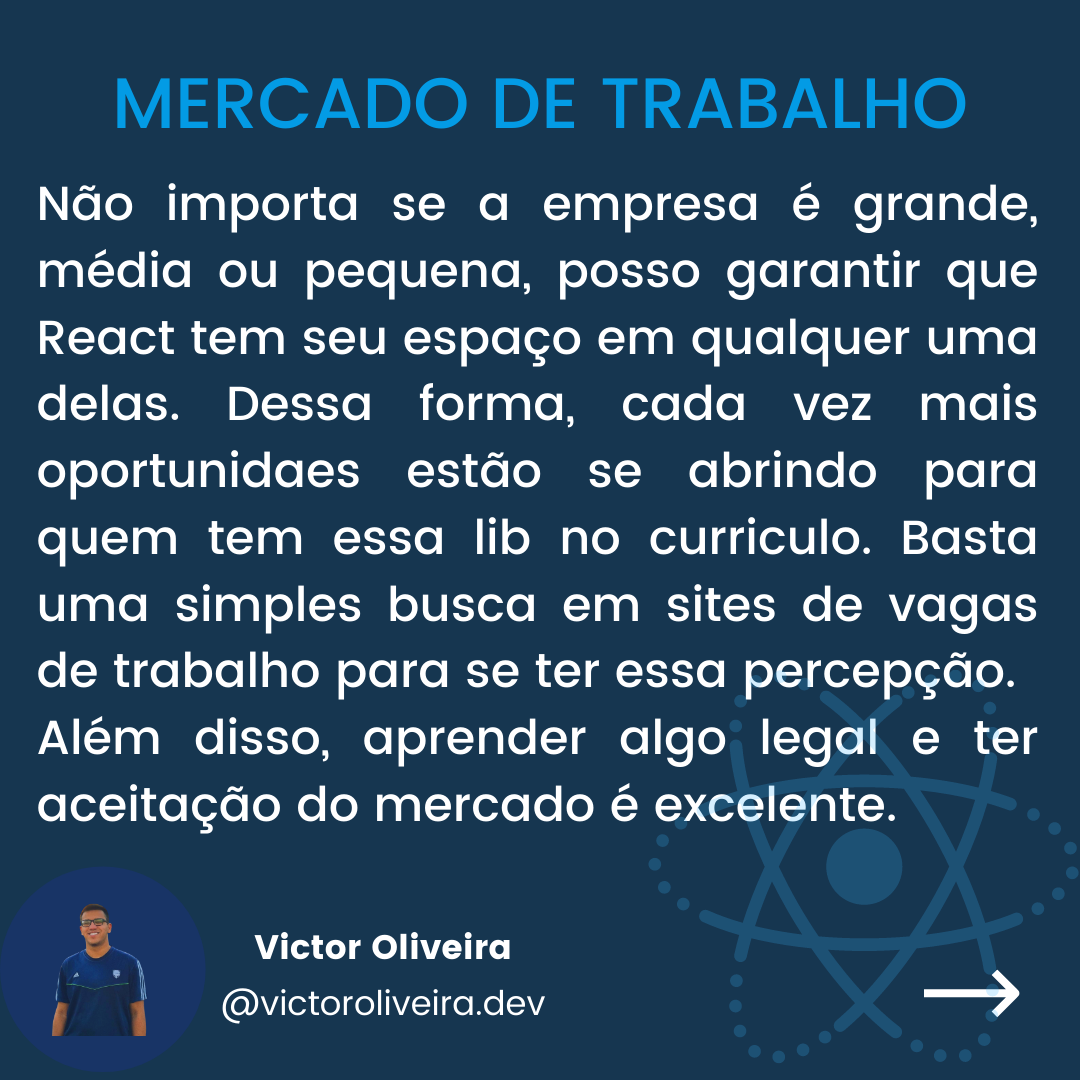 MERCADO DE TRABALHO
Não importa se a empresa é grande,
média ou pequena, posso garantir que
React tem seu espaço em qualquer uma
delas. Dessa forma, cada vez mais
oportunidaes estão se abrindo para
quem tem essa lib no curriculo. Basta
uma simples busca em sites de vagas
de trabalho para se ter essa percepção.
Além disso, aprender algo legal e ter
aceitação do mercado é excelente.
Victor Oliveira
@victoroliveira.dev